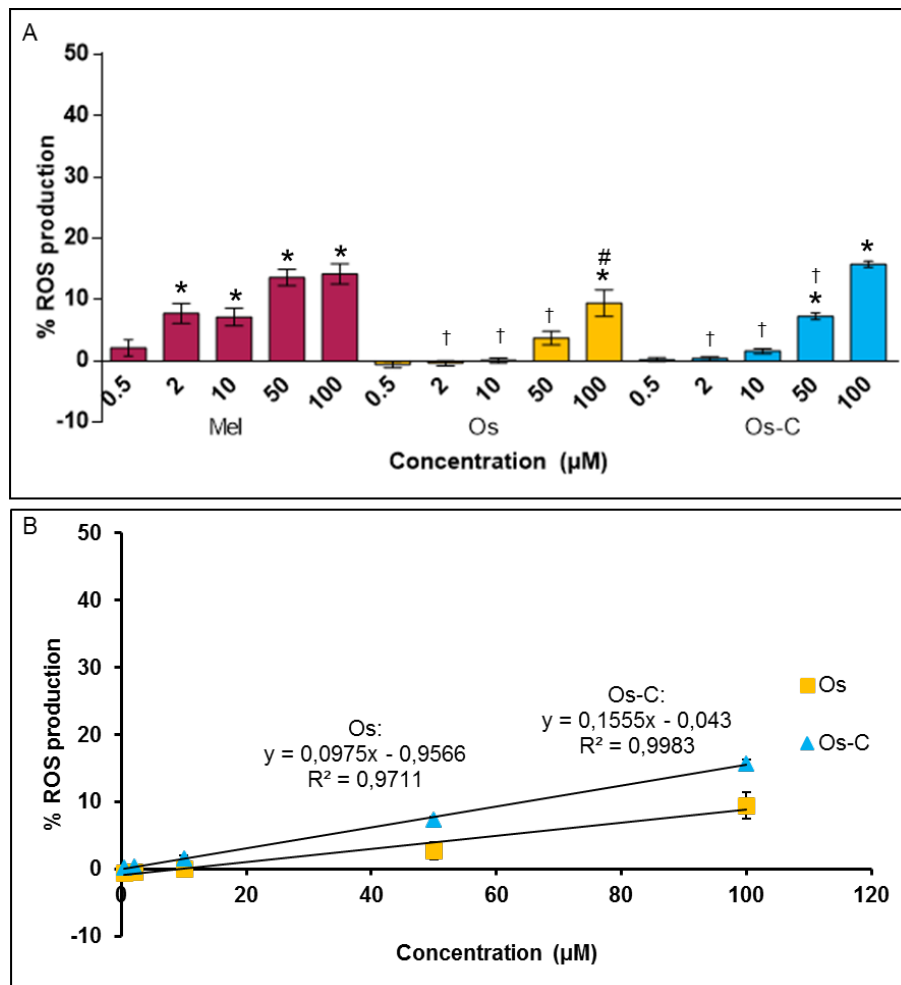 A
50
40
30
20
10
0
-10
% ROS production
* * * * † † † # * † † † * *
0.5 2 10 50 100 0.5 2 10 50 100 0.5 2 10 50 100
Mel Os Os-C
Concentration (µM)
B
50
40
30
20
10
0
-10
% ROS production
Os:
y = 0,0975x - 0,9566
R² = 0,9711
Os-C:
y = 0,1555x - 0,043
R² = 0,9983
Os
Os-C
0 20 40 60 80 100 120
Concentration (µM)